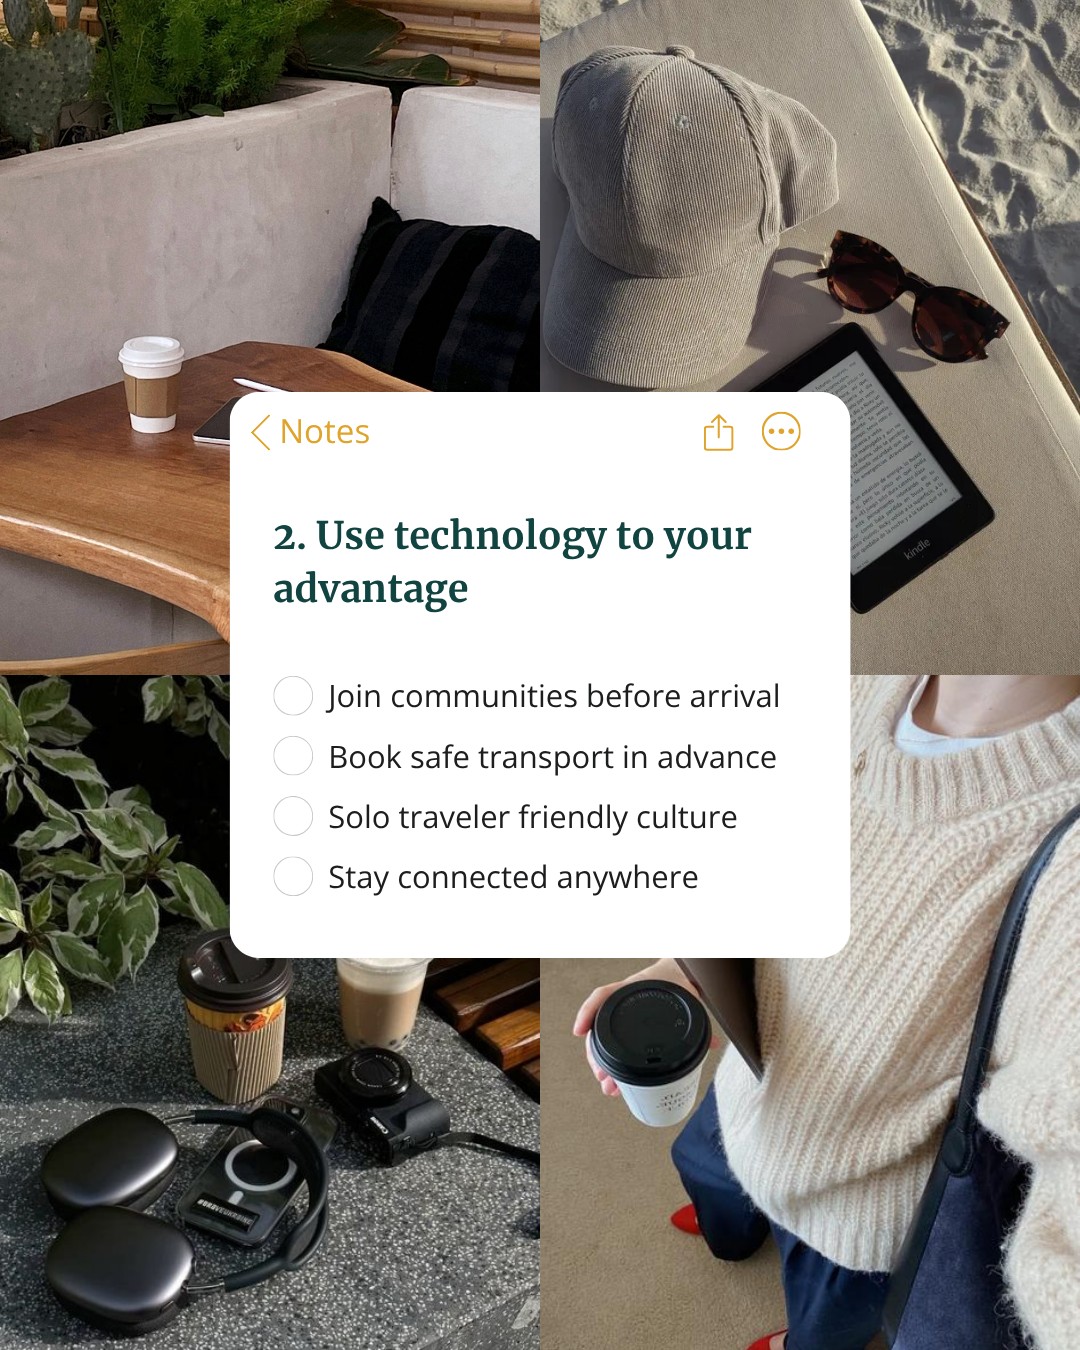 Notes
2. Use technology to your
advantage
Join communities before arrival
Book safe transport in advance
Solo traveler friendly culture
Stay connected anywhere
kindle
Canon